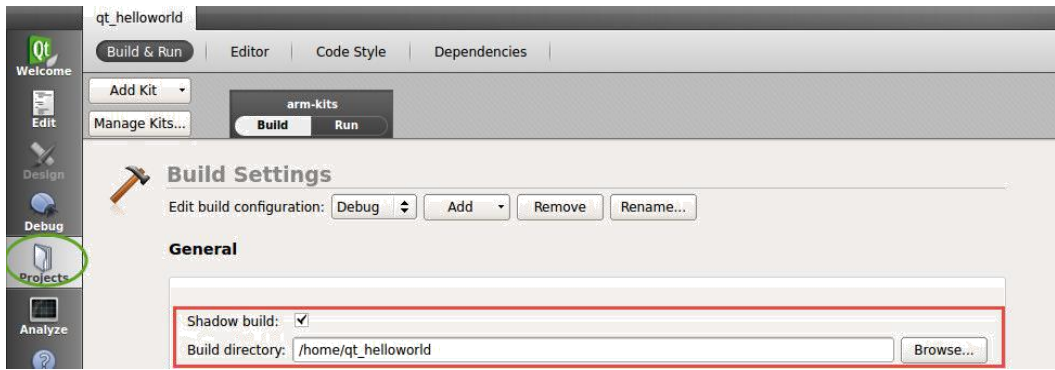 qt_helloworld
Qt
Welcome
Build & Run Editor Code Style Dependencies
Add Kit
Manage Kits...
arm-kits
Build Run
Edit
Design
Debug
Projects
Analyze
?
Build Settings
Edit build configuration: Debug Add Remove Rename...
General
Shadow build:
Build directory: /home/qt_helloworld Browse...